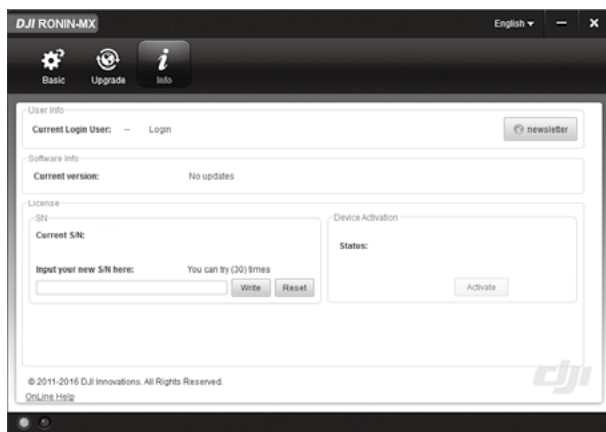 DJI RONIN-MX
English
Basic
Upgrade
Info
User Info
Current Login User: -- Login
newsletter
Software Info
Current version: No updates
License
SN
Current S/N:
Input your new S/N here: You can try (30) times
Write
Reset
Device Activation
Status:
Activate
© 2011-2016 DJI Innovations. All Rights Reserved.
OnLine Help
dji